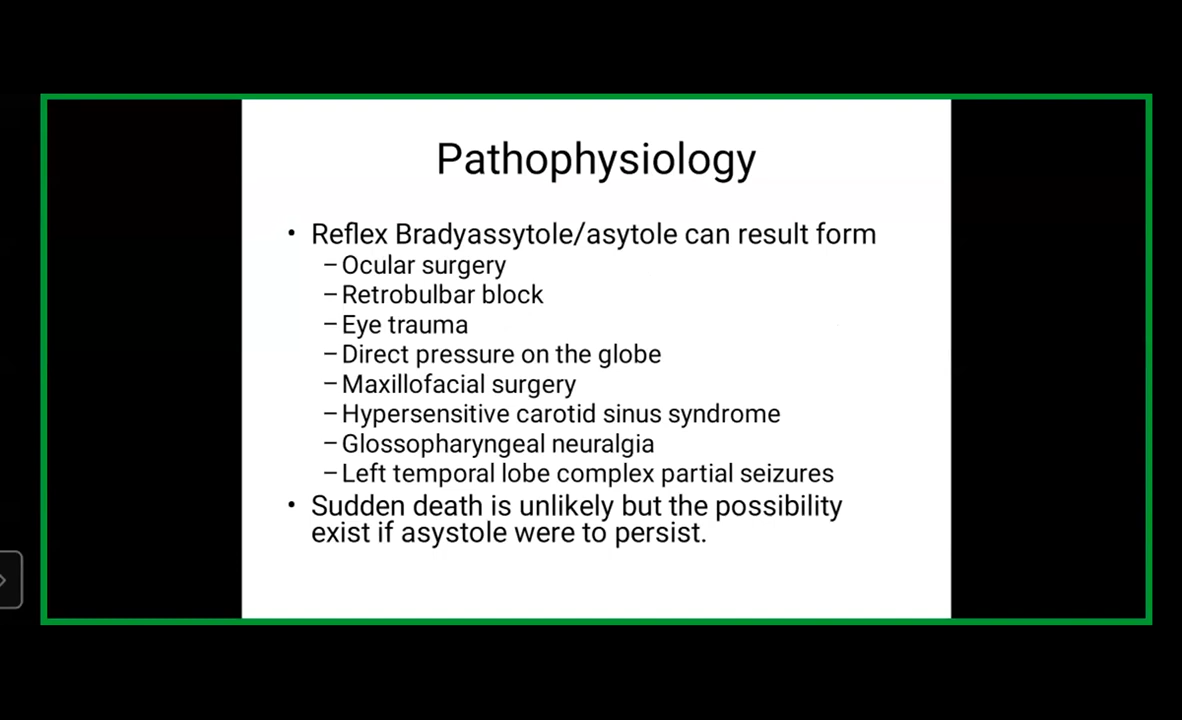 Pathophysiology
• Reflex Bradyassytole/asytole can result form
– Ocular surgery
– Retrobulbar block
– Eye trauma
– Direct pressure on the globe
– Maxillofacial surgery
– Hypersensitive carotid sinus syndrome
– Glossopharyngeal neuralgia
– Left temporal lobe complex partial seizures
• Sudden death is unlikely but the possibility
exist if asystole were to persist.